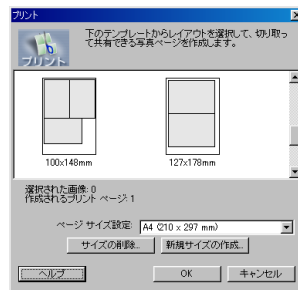 プリント
下のテンプレートからレイアウトを選択して、切り取っ
て共有できる写真ページを作成します。
プリント
100x148mm
127x178mm
選択された画像: 0
作成されるプリント ページ: 1
ページ サイズ設定:
A4 (210 x 297 mm)
サイズの削除...
新規サイズの作成...
ヘルプ
OK
キャンセル